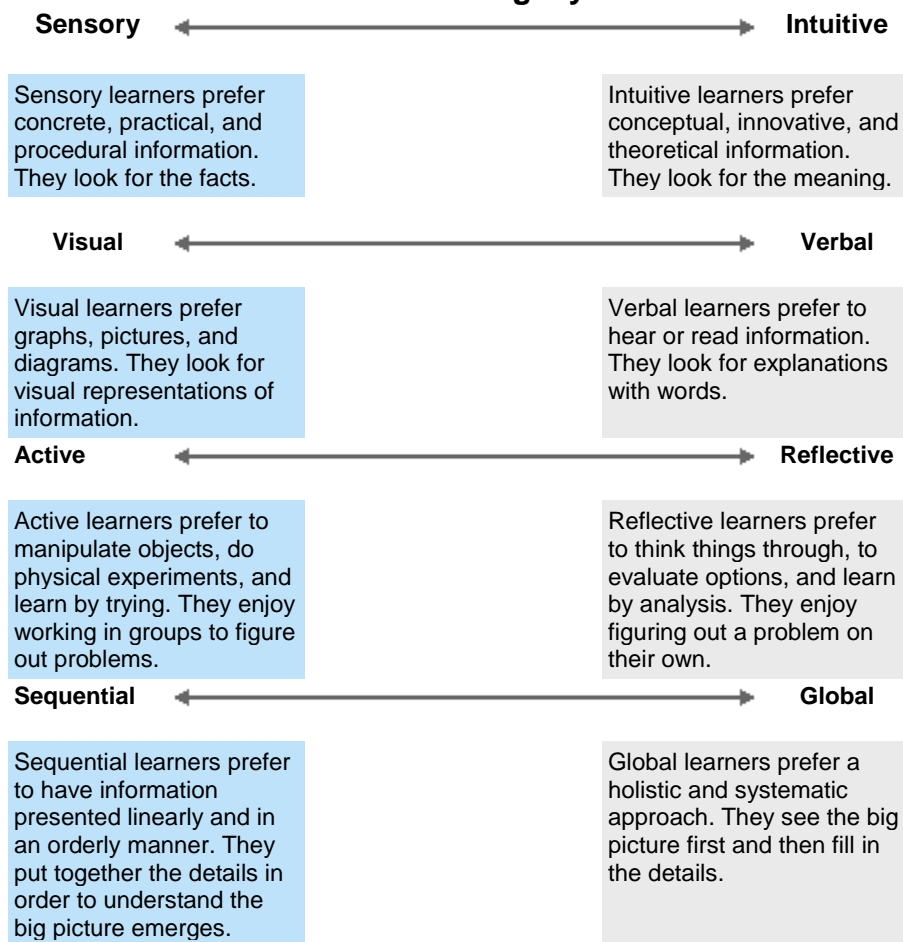 Sensory Intuitive
Sensory learners prefer
concrete, practical, and
procedural information.
They look for the facts.
Intuitive learners prefer
conceptual, innovative, and
theoretical information.
They look for the meaning.
Visual Verbal
Visual learners prefer
graphs, pictures, and
diagrams. They look for
visual representations of
information.
Verbal learners prefer to
hear or read information.
They look for explanations
with words.
Active Reflective
Active learners prefer to
manipulate objects, do
physical experiments, and
learn by trying. They enjoy
working in groups to figure
out problems.
Reflective learners prefer
to think things through, to
evaluate options, and learn
by analysis. They enjoy
figuring out a problem on
their own.
Sequential Global
Sequential learners prefer
to have information
presented linearly and in
an orderly manner. They
put together the details in
order to understand the
big picture emerges.
Global learners prefer a
holistic and systematic
approach. They see the big
picture first and then fill in
the details.